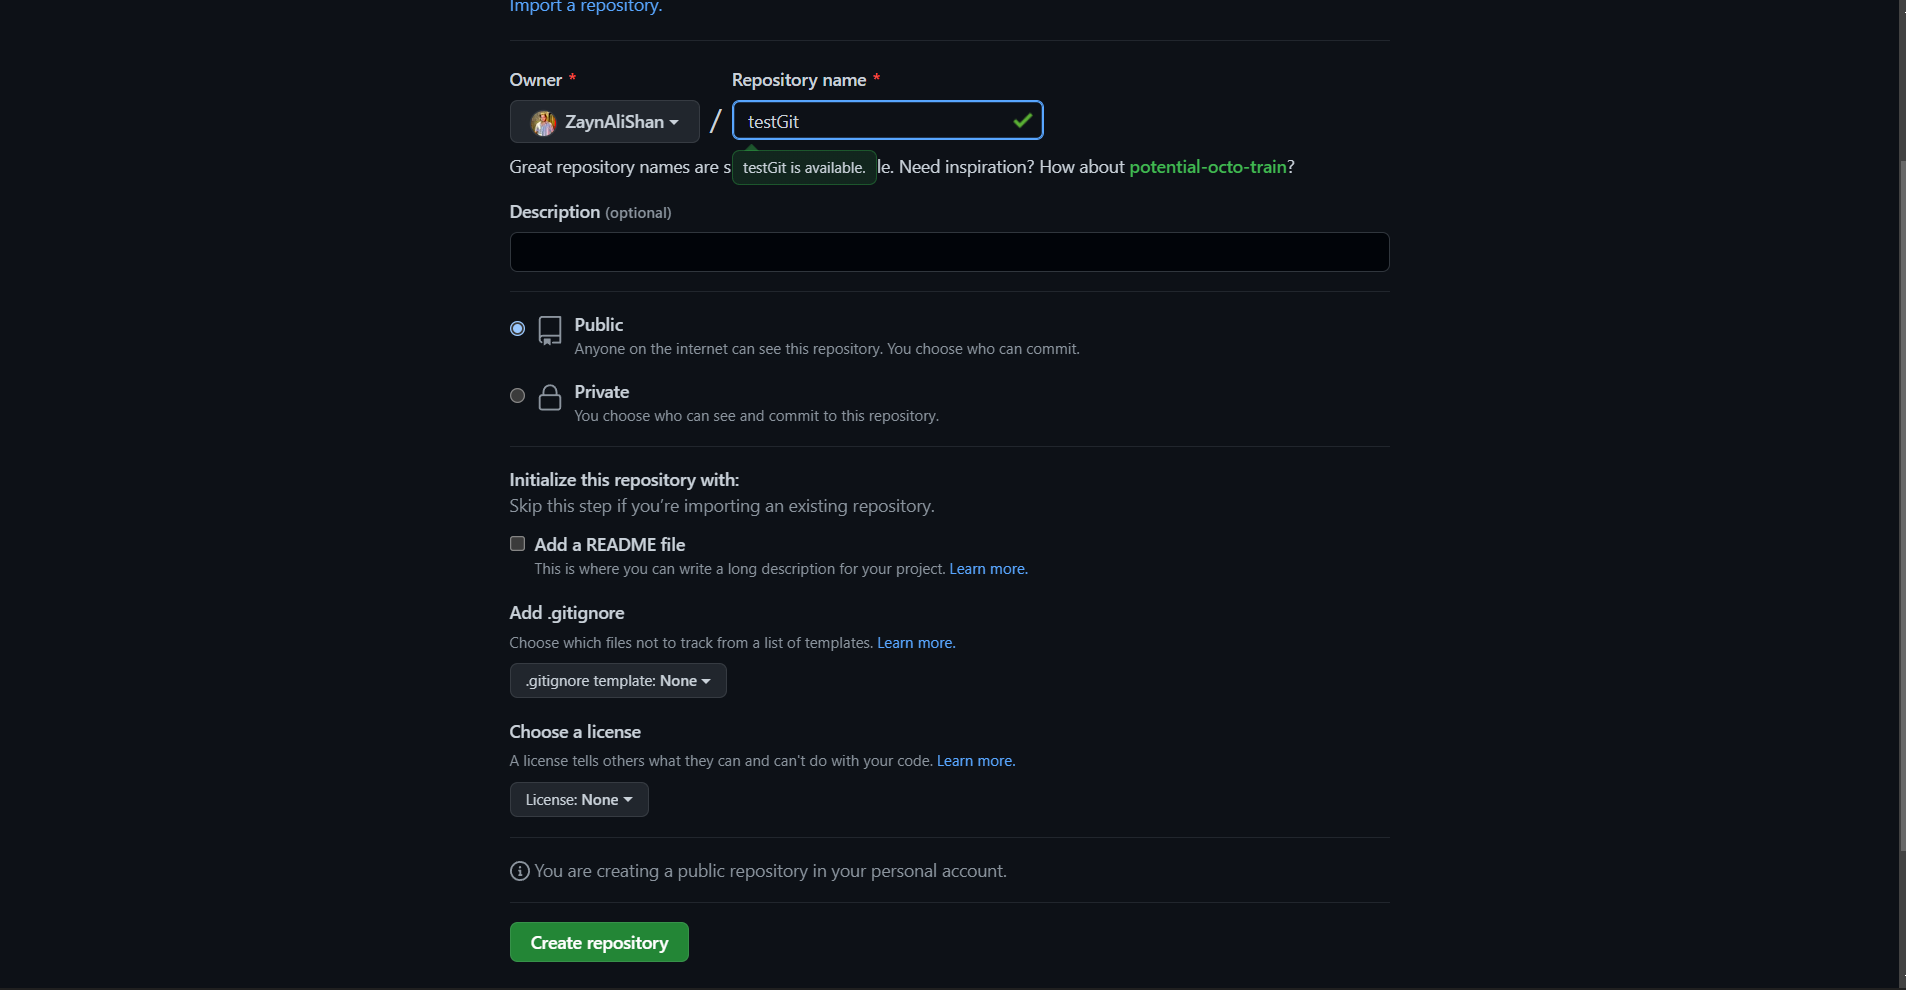 Import a repository.
Owner *
Repository name *
ZaynAliShan
/
testGit
Great repository names are s
testGit is available.
le. Need inspiration? How about potential-octo-train?
Description (optional)
Public
Anyone on the internet can see this repository. You choose who can commit.
Private
You choose who can see and commit to this repository.
Initialize this repository with:
Skip this step if you’re importing an existing repository.
Add a README file
This is where you can write a long description for your project. Learn more.
Add .gitignore
Choose which files not to track from a list of templates. Learn more.
.gitignore template: None
Choose a license
A license tells others what they can and can't do with your code. Learn more.
License: None
You are creating a public repository in your personal account.
Create repository